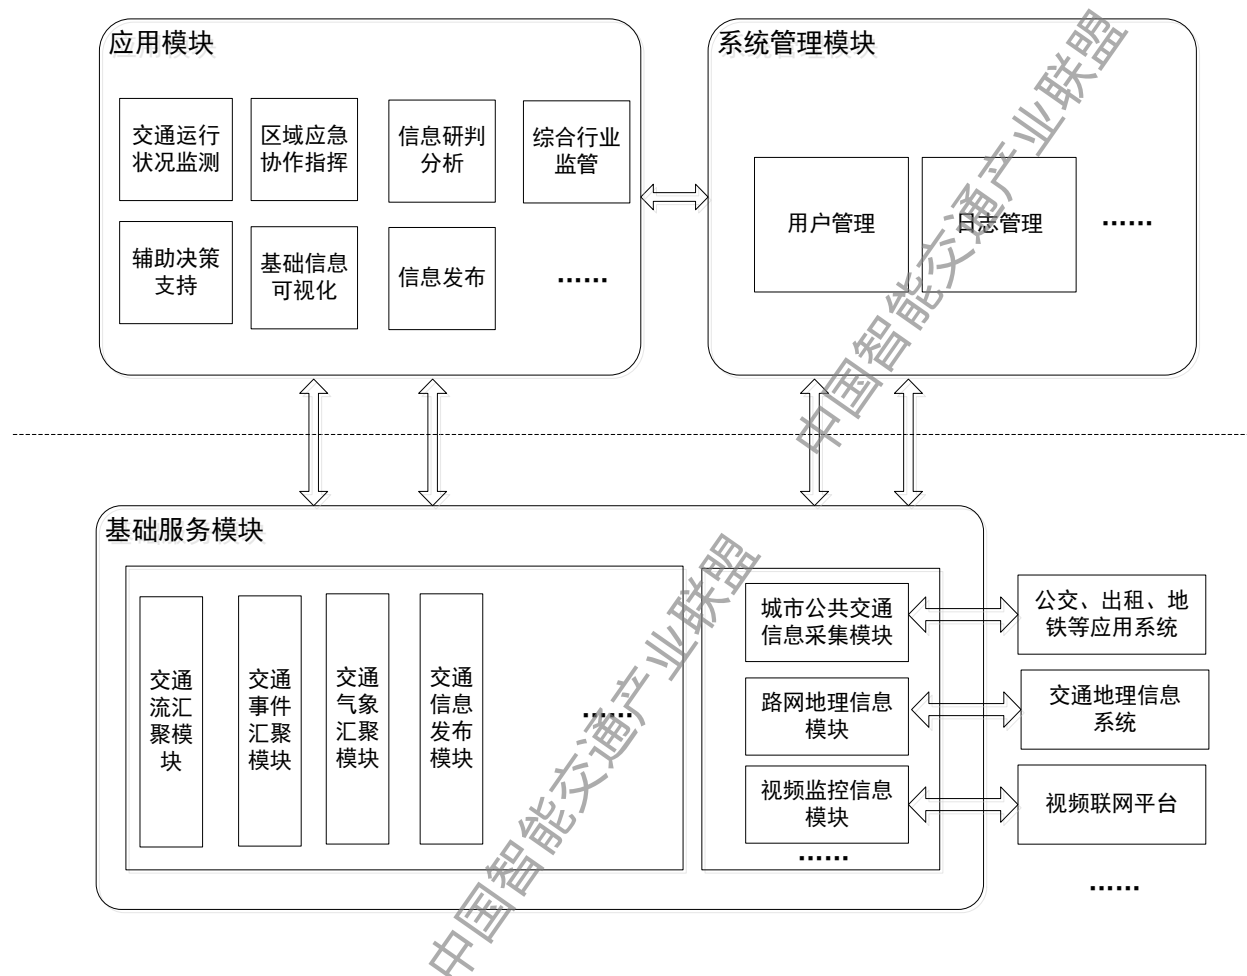 应用模块
交通运行
状况监测
区域应急
协作指挥
信息研判
分析
综合行业
监管
辅助决策
支持
基础信息
可视化
信息发布
......
系统管理模块
用户管理
日志管理
......
基础服务模块
交通
流汇
聚模
块
交通
事件
汇聚
模块
交通
气象
汇聚
模块
交通
信息
发布
模块
......
城市公共交通
信息采集模块
路网地理信息
模块
视频监控信息
模块
......
公交、出租、地
铁等应用系统
交通地理信息
系统
视频联网平台
......
中国智能交通产业联盟
中国智能交通产业联盟